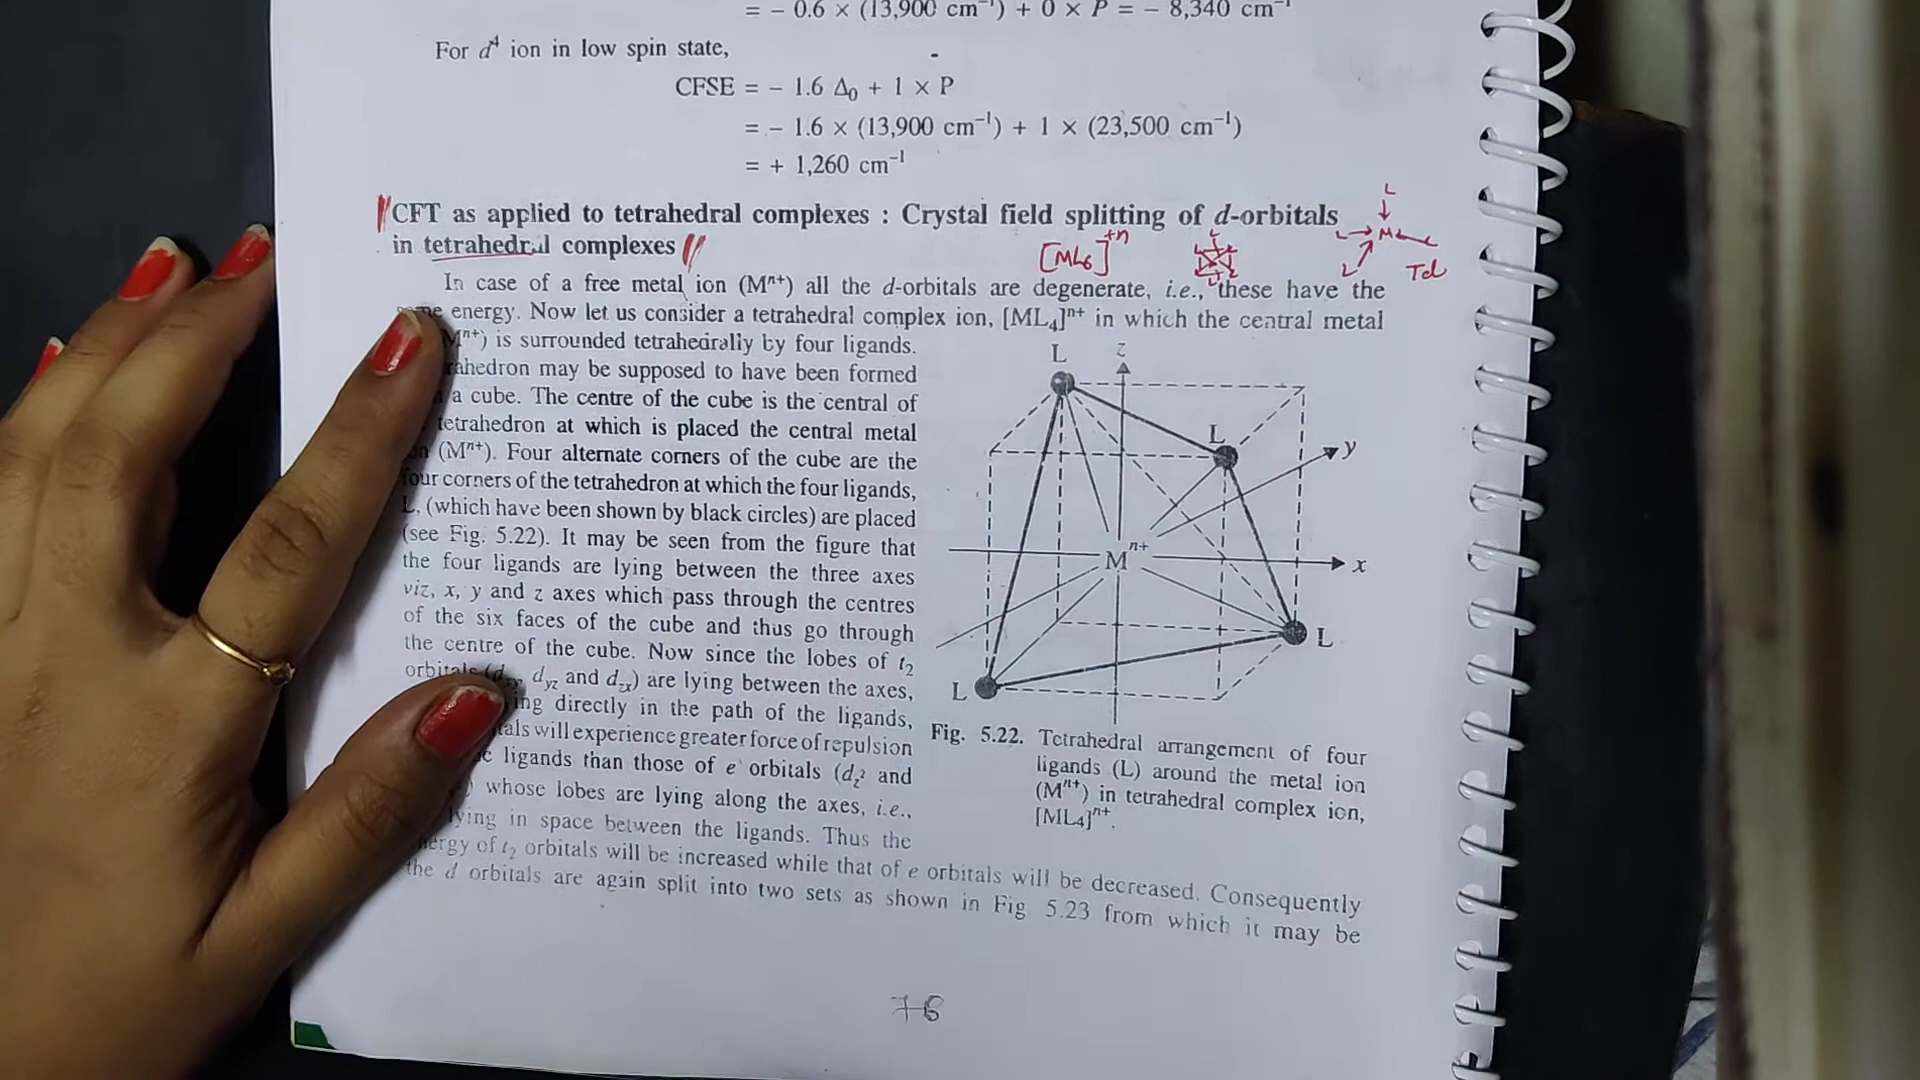 = − 0.6 × (13,900 cm⁻¹) + 0 × P = − 8,340 cm⁻¹
For d⁴ ion in low spin state,
CFSE = − 1.6 Δ₀ + 1 × P
= − 1.6 × (13,900 cm⁻¹) + 1 × (23,500 cm⁻¹)
= + 1,260 cm⁻¹
CFT as applied to tetrahedral complexes : Crystal field splitting of d-orbitals
in tetrahedral complexes
[ML₆]⁺ⁿ
L
L
M
L
L
Td
In case of a free metal ion (Mⁿ⁺) all the d-orbitals are degenerate, i.e., these have the
energy. Now let us consider a tetrahedral complex ion, [ML₄]ⁿ⁺ in which the central metal
Mⁿ⁺) is surrounded tetrahedrally by four ligands.
rahedron may be supposed to have been formed
a cube. The centre of the cube is the central of
tetrahedron at which is placed the central metal
(Mⁿ⁺). Four alternate corners of the cube are the
four corners of the tetrahedron at which the four ligands,
L, (which have been shown by black circles) are placed
(see Fig. 5.22). It may be seen from the figure that
the four ligands are lying between the three axes
viz, x, y and z axes which pass through the centres
of the six faces of the cube and thus go through
the centre of the cube. Now since the lobes of t₂
orbitals dyz and dzx) are lying between the axes,
ing directly in the path of the ligands,
tals will experience greater force of repulsion
ligands than those of e orbitals (dz² and
) whose lobes are lying along the axes, i.e.,
lying in space between the ligands. Thus the
energy of t₂ orbitals will be increased while that of e orbitals will be decreased. Consequently
the d orbitals are again split into two sets as shown in Fig 5.23 from which it may be
L
z
L
y
Mⁿ⁺
x
L
L
Fig. 5.22. Tetrahedral arrangement of four
ligands (L) around the metal ion
(Mⁿ⁺) in tetrahedral complex ion,
[ML₄]ⁿ⁺.
76